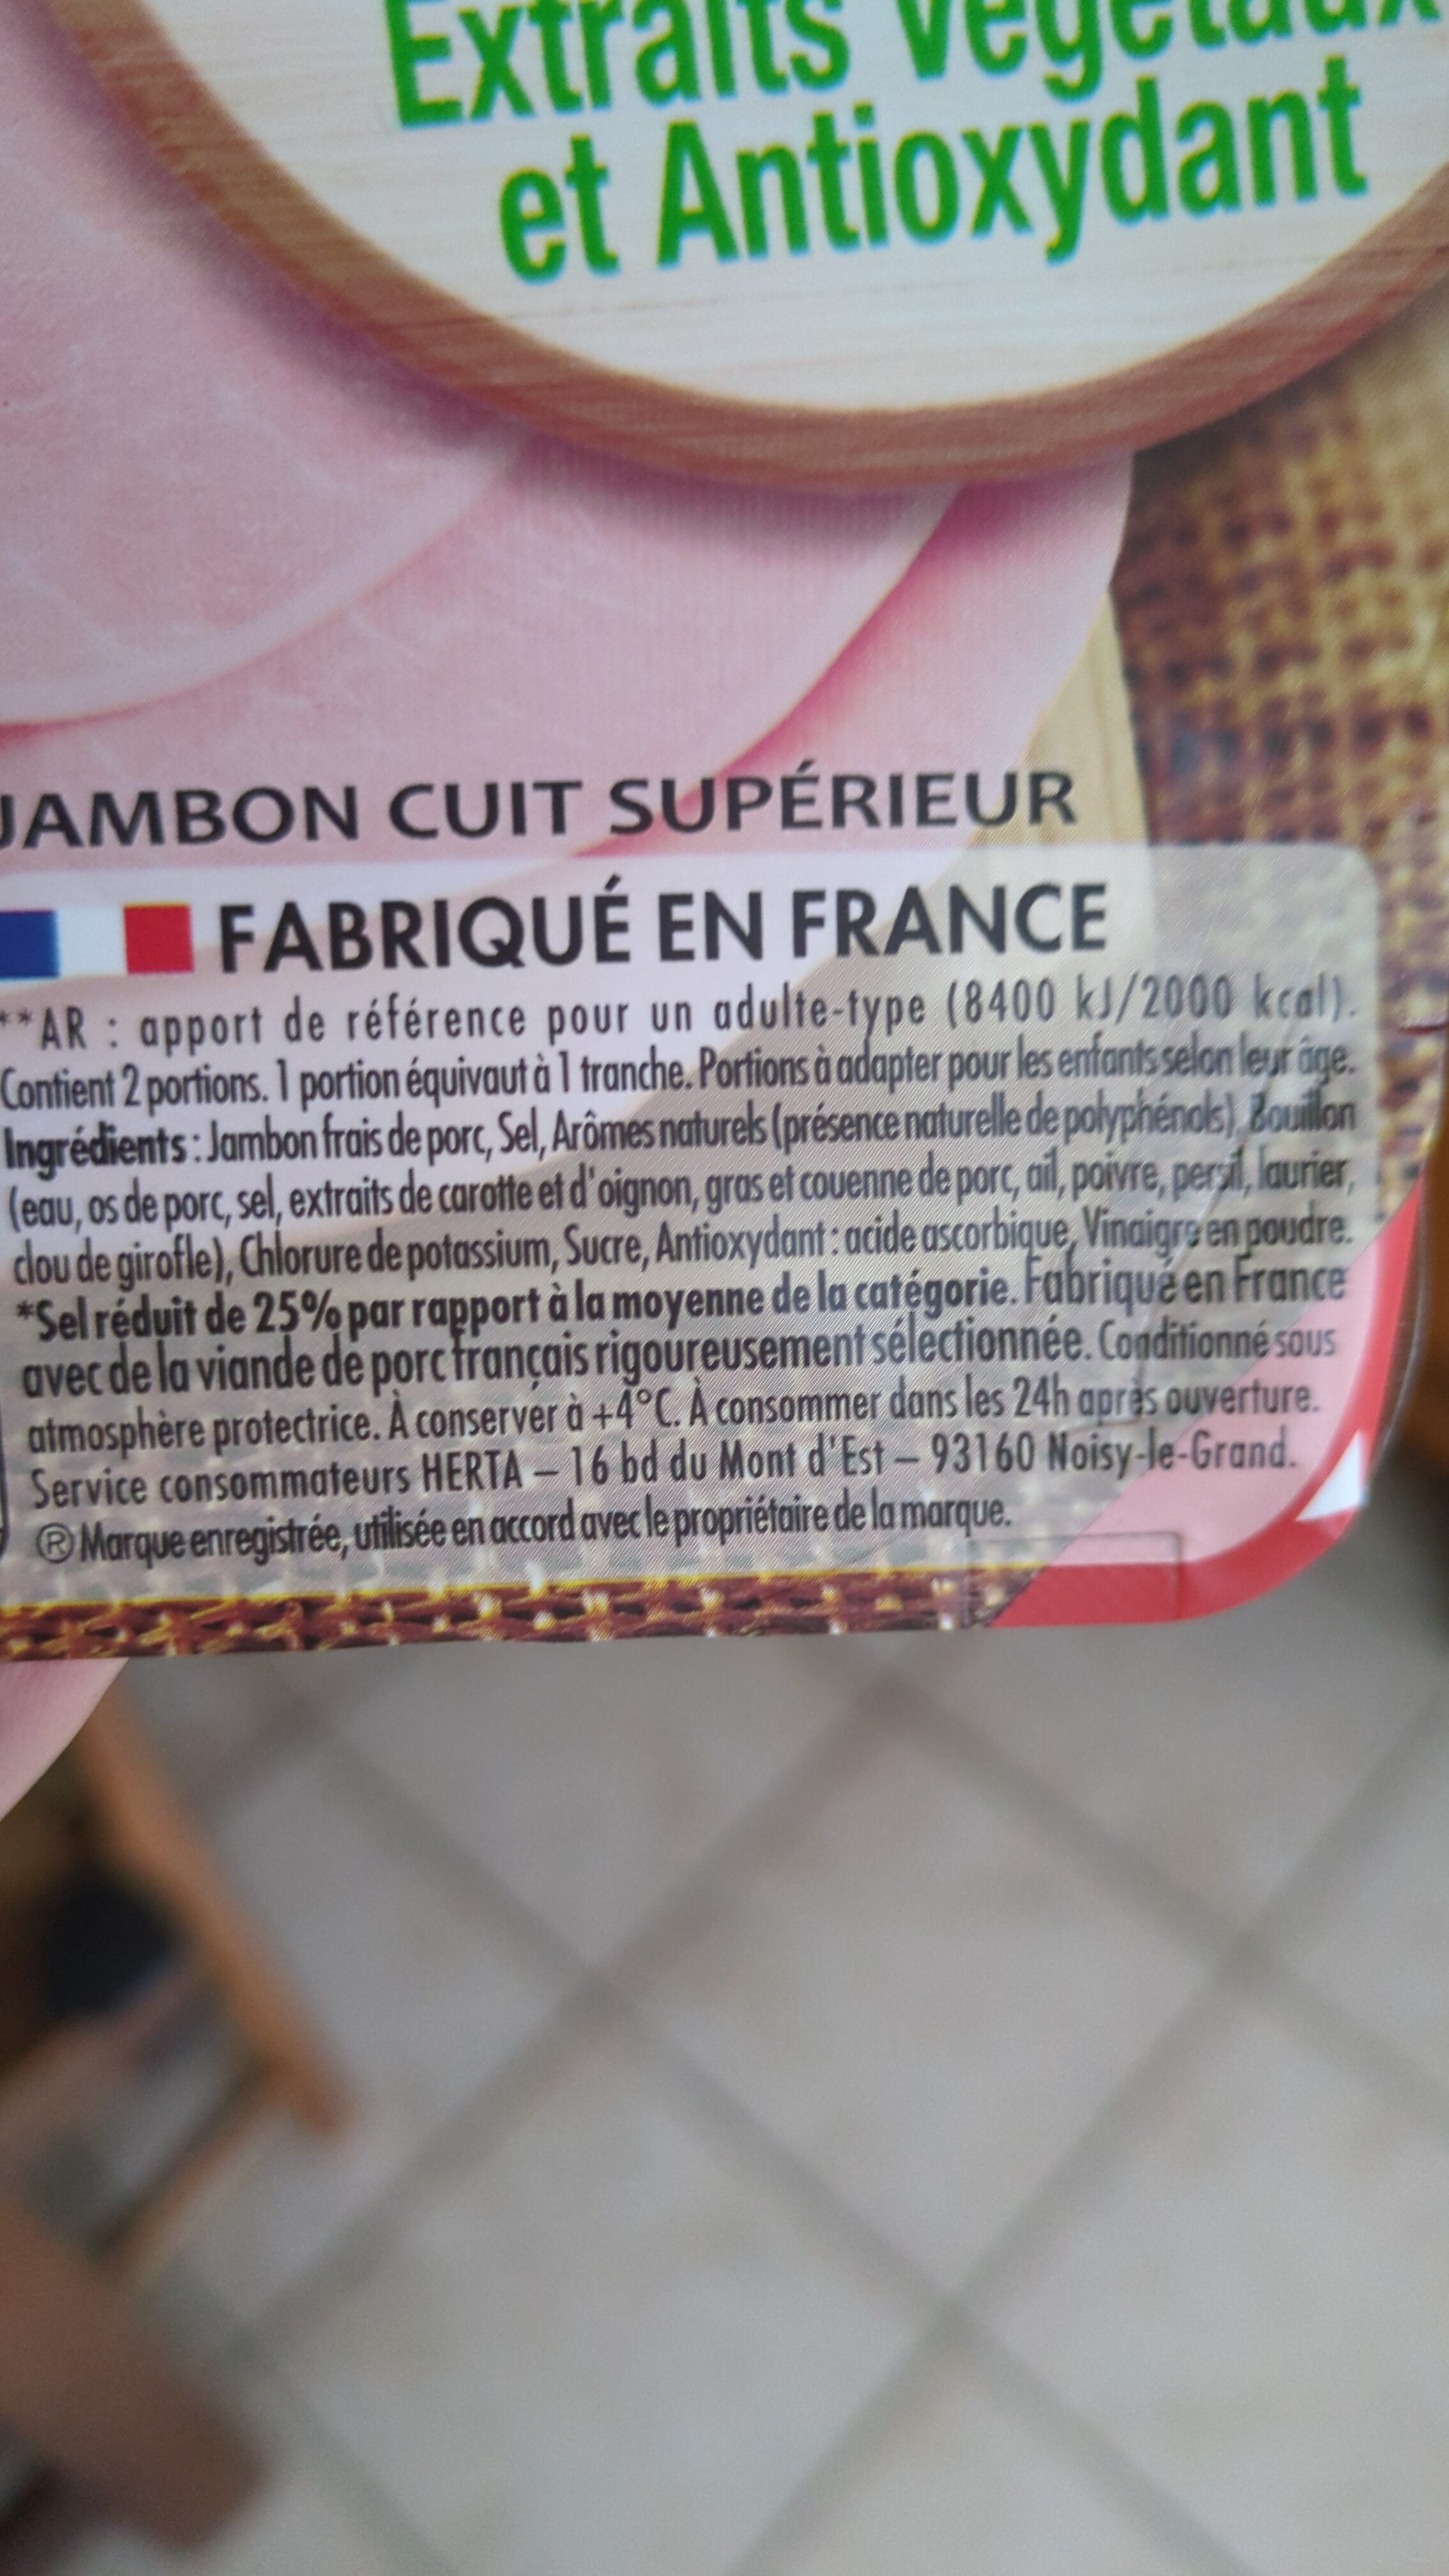 Extraits Végétaux
et Antioxydant
JAMBON CUIT SUPÉRIEUR
FABRIQUÉ EN FRANCE
**AR : apport de référence pour un adulte-type (8400 kJ/2000 kcal).
Contient 2 portions. 1 portion équivaut à 1 tranche. Portions à adapter pour les enfants selon leur âge.
Ingrédients : Jambon frais de porc, Sel, Arômes naturels (présence naturelle de polyphénols), Bouillon
(eau, os de porc, sel, extraits de carotte et d'oignon, gras et couenne de porc, ail, poivre, persil, laurier,
clou de girofle), Chlorure de potassium, Sucre, Antioxydant : acide ascorbique, Vinaigre en poudre.
*Sel réduit de 25% par rapport à la moyenne de la catégorie. Fabriqué en France
avec de la viande de porc français rigoureusement sélectionnée. Conditionné sous
atmosphère protectrice. À conserver à +4°C. À consommer dans les 24h après ouverture.
Service consommateurs HERTA – 16 bd du Mont d'Est – 93160 Noisy-le-Grand.
® Marque enregistrée, utilisée en accord avec le propriétaire de la marque.